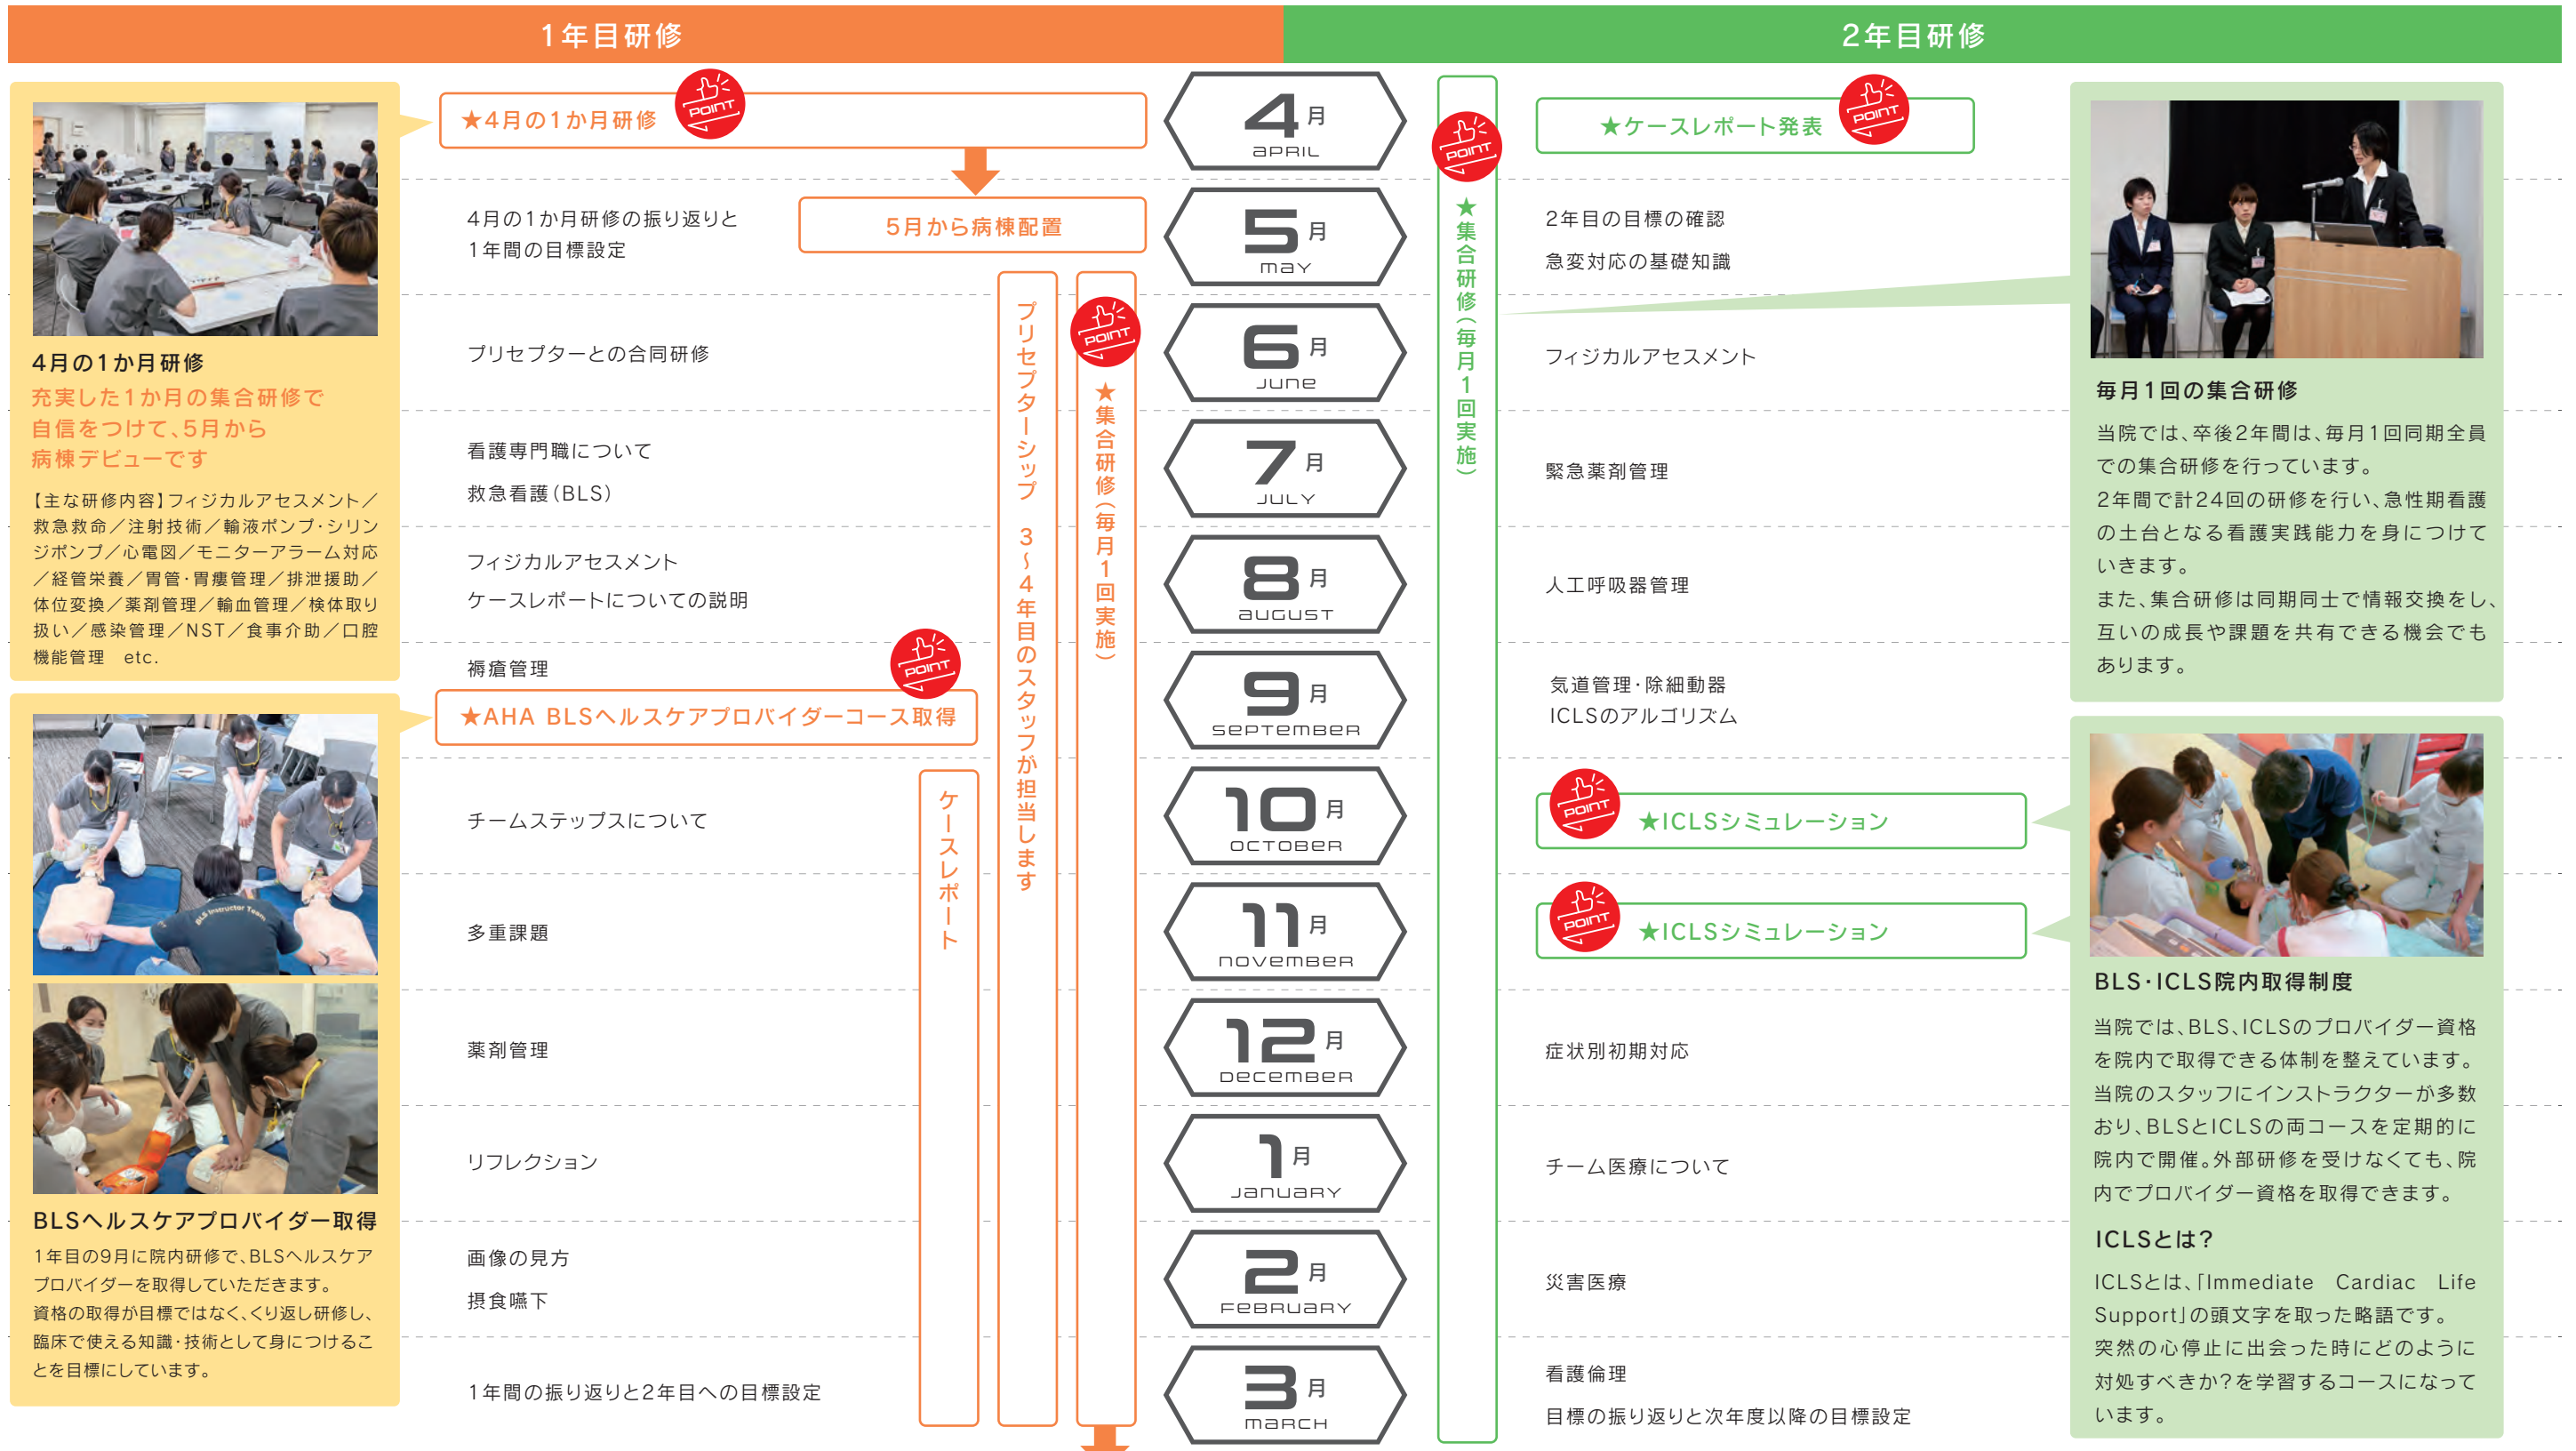 1年目研修
2年目研修
4月の1か月研修
充実した1か月の集合研修で
自信をつけて、5月から
病棟デビューです
【主な研修内容】フィジカルアセスメント／
救急救命／注射技術／輸液ポンプ・シリン
ジポンプ／心電図／モニターアラーム対応
／経管栄養／胃管・胃瘻管理／排泄援助／
体位変換／薬剤管理／輸血管理／検体取り
扱い／感染管理／NST／食事介助／口腔
機能管理　etc.
BLS Instructor Team
BLSヘルスケアプロバイダー取得
1年目の9月に院内研修で、BLSヘルスケア
プロバイダーを取得していただきます。
資格の取得が目標ではなく、くり返し研修し、
臨床で使える知識・技術として身につけるこ
とを目標にしています。
★4月の1か月研修
POINT
4月の1か月研修の振り返りと
1年間の目標設定
5月から病棟配置
プリセプターとの合同研修
看護専門職について
救急看護（BLS）
フィジカルアセスメント
ケースレポートについての説明
褥瘡管理
POINT
★AHA BLSヘルスケアプロバイダーコース取得
チームステップスについて
多重課題
薬剤管理
リフレクション
画像の見方
摂食嚥下
1年間の振り返りと2年目への目標設定
ケースレポート
プリセプターシップ　3〜4年目のスタッフが担当します
POINT
★集合研修（毎月1回実施）
4月
APRIL
5月
MAY
6月
JUNE
7月
JULY
8月
AUGUST
9月
SEPTEMBER
10月
OCTOBER
11月
NOVEMBER
12月
DECEMBER
1月
JANUARY
2月
FEBRUARY
3月
MARCH
POINT
★集合研修（毎月1回実施）
★ケースレポート発表
POINT
2年目の目標の確認
急変対応の基礎知識
フィジカルアセスメント
緊急薬剤管理
人工呼吸器管理
気道管理・除細動器
ICLSのアルゴリズム
POINT
★ICLSシミュレーション
POINT
★ICLSシミュレーション
症状別初期対応
チーム医療について
災害医療
看護倫理
目標の振り返りと次年度以降の目標設定
毎月1回の集合研修
当院では、卒後2年間は、毎月1回同期全員
での集合研修を行っています。
2年間で計24回の研修を行い、急性期看護
の土台となる看護実践能力を身につけて
いきます。
また、集合研修は同期同士で情報交換をし、
互いの成長や課題を共有できる機会でも
あります。
BLS・ICLS院内取得制度
当院では、BLS、ICLSのプロバイダー資格
を院内で取得できる体制を整えています。
当院のスタッフにインストラクターが多数
おり、BLSとICLSの両コースを定期的に
院内で開催。外部研修を受けなくても、院
内でプロバイダー資格を取得できます。
ICLSとは？
ICLSとは、「Immediate Cardiac Life
Support」の頭文字を取った略語です。
突然の心停止に出会った時にどのように
対処すべきか？を学習するコースになって
います。